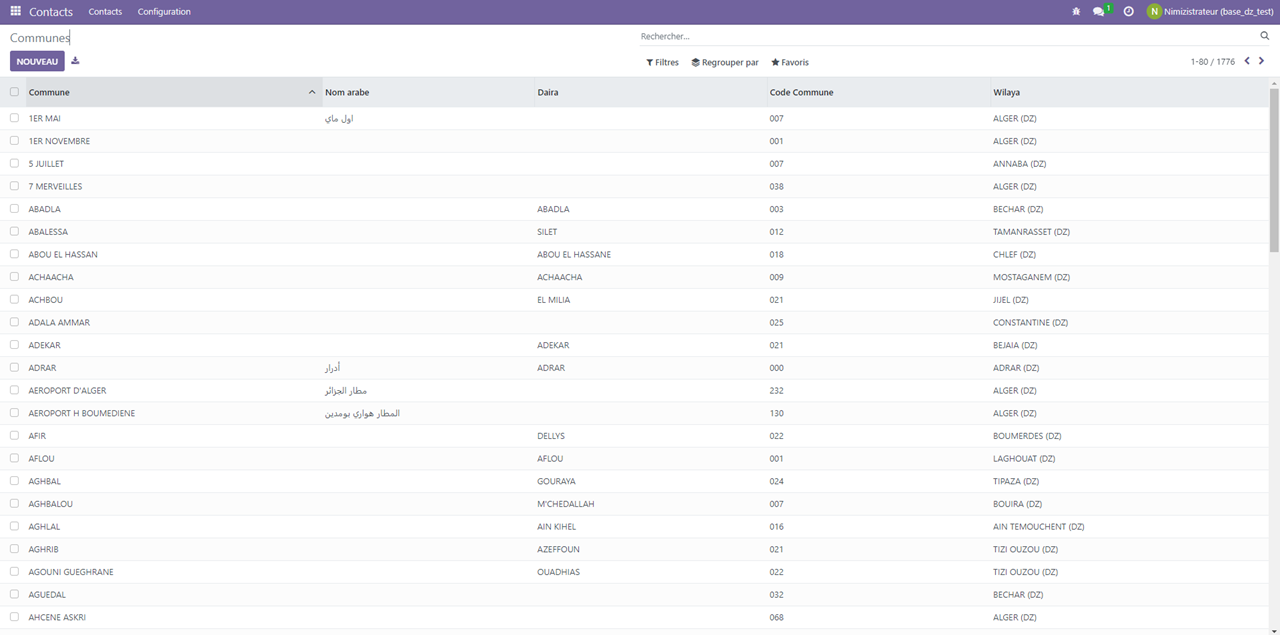 Contacts Contacts Configuration 1 N Nimizistrateur (base_dz_test)
Communes Rechercher...
NOUVEAU Filtres Regrouper par Favoris 1-80 / 1776
Commune Nom arabe Daira Code Commune Wilaya
1ER MAI اول ماي 007 ALGER (DZ)
1ER NOVEMBRE 001 ALGER (DZ)
5 JUILLET 007 ANNABA (DZ)
7 MERVEILLES 038 ALGER (DZ)
ABADLA ABADLA 003 BECHAR (DZ)
ABALESSA SILET 012 TAMANRASSET (DZ)
ABOU EL HASSAN ABOU EL HASSANE 018 CHLEF (DZ)
ACHAACHA ACHAACHA 009 MOSTAGANEM (DZ)
ACHBOU EL MILIA 021 JIJEL (DZ)
ADALA AMMAR 025 CONSTANTINE (DZ)
ADEKAR ADEKAR 021 BEJAIA (DZ)
ADRAR أدرار ADRAR 000 ADRAR (DZ)
AEROPORT D'ALGER مطار الجزائر 232 ALGER (DZ)
AEROPORT H BOUMEDIENE المطار هواري بومدين 130 ALGER (DZ)
AFIR DELLYS 022 BOUMERDES (DZ)
AFLOU AFLOU 001 LAGHOUAT (DZ)
AGHBAL GOURAYA 024 TIPAZA (DZ)
AGHBALOU M'CHEDALLAH 007 BOUIRA (DZ)
AGHLAL AIN KIHEL 016 AIN TEMOUCHENT (DZ)
AGHRIB AZEFFOUN 021 TIZI OUZOU (DZ)
AGOUNI GUEGHRANE OUADHIAS 022 TIZI OUZOU (DZ)
AGUEDAL 032 BECHAR (DZ)
AHCENE ASKRI 068 ALGER (DZ)